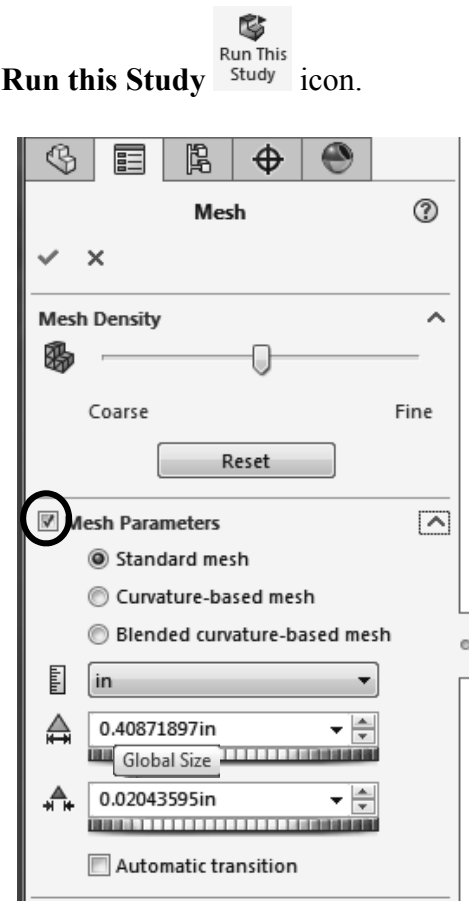 Run This
Run this Study Study icon.
Mesh
Mesh Density
Coarse Fine
Reset
Mesh Parameters
Standard mesh
Curvature-based mesh
Blended curvature-based mesh
in
0.40871897in
Global Size
0.02043595in
Automatic transition